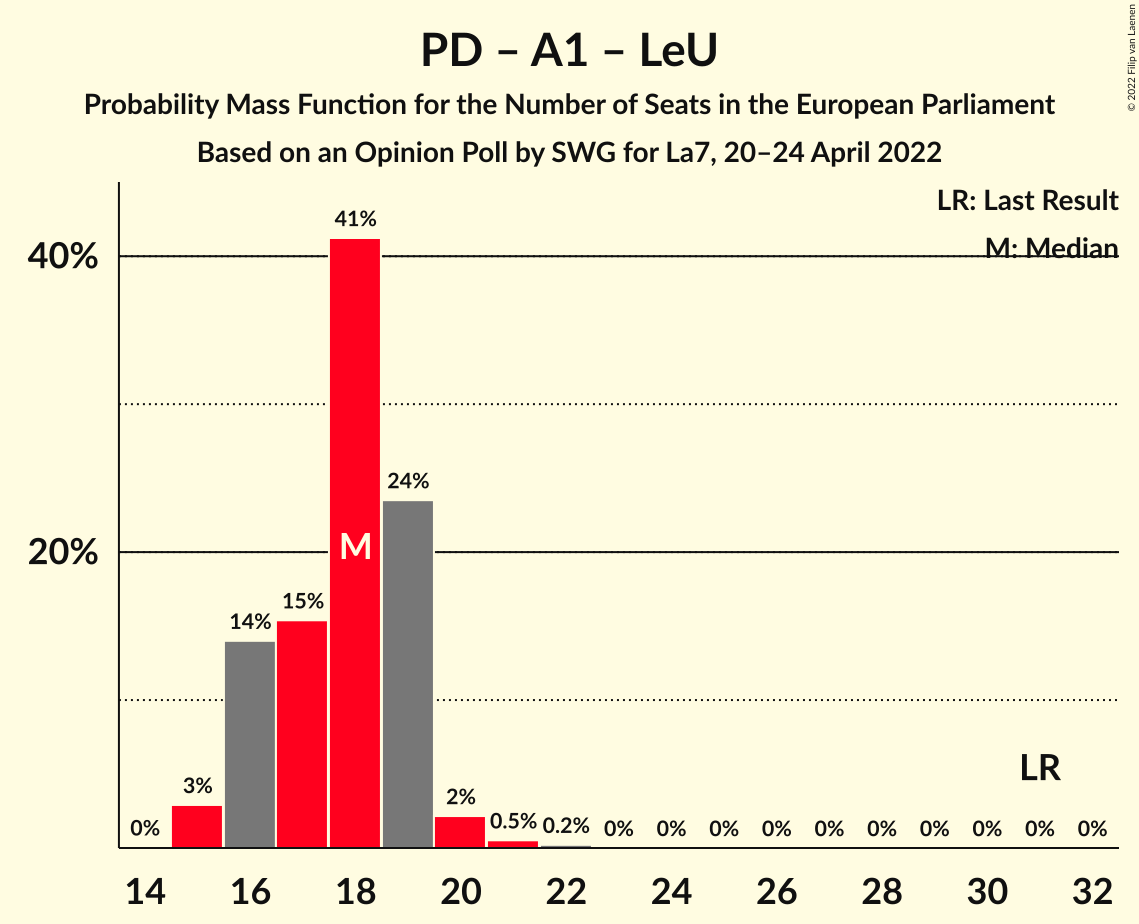 © 2022 Filip van Laenen
PD – A1 – LeU
Probability Mass Function for the Number of Seats in the European Parliament
Based on an Opinion Poll by SWG for La7, 20–24 April 2022
LR: Last Result
M: Median
41%
40%
24%
M
20%
15%
14%
LR
3%
2%
0% 0.5% 0.2% 0% 0% 0% 0% 0% 0% 0% 0% 0% 0%
14 16 18 20 22 24 26 28 30 32